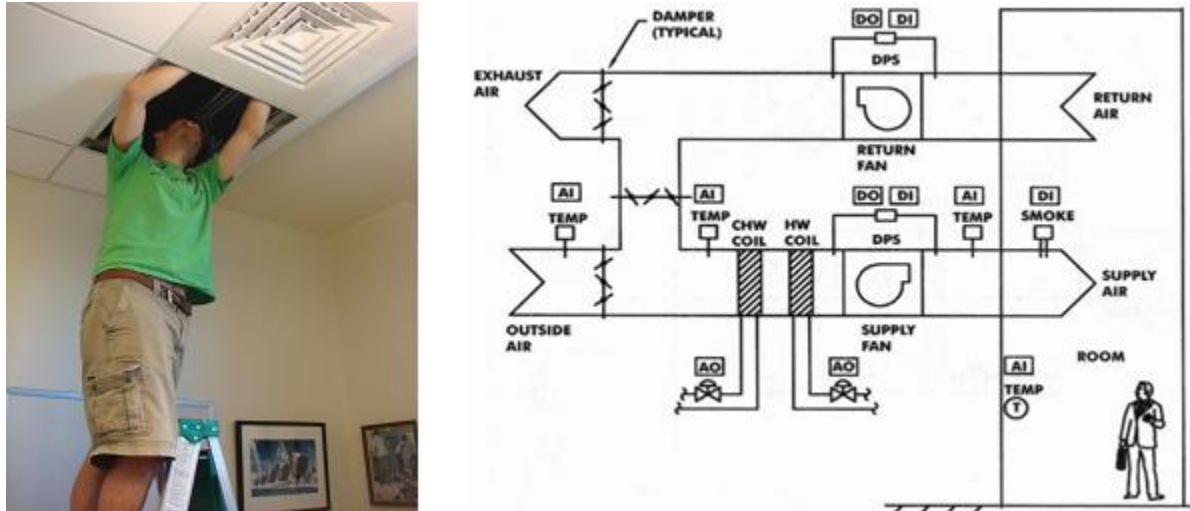 DAMPER
(TYPICAL)
DO DI
DPS
EXHAUST
AIR
RETURN
AIR
RETURN
FAN
AI
TEMP
AI
TEMP
CHW
COIL
HW
COIL
DO DI
DPS
AI
TEMP
DI
SMOKE
SUPPLY
AIR
OUTSIDE
AIR
SUPPLY
FAN
AO
AO
AI
TEMP
T
ROOM